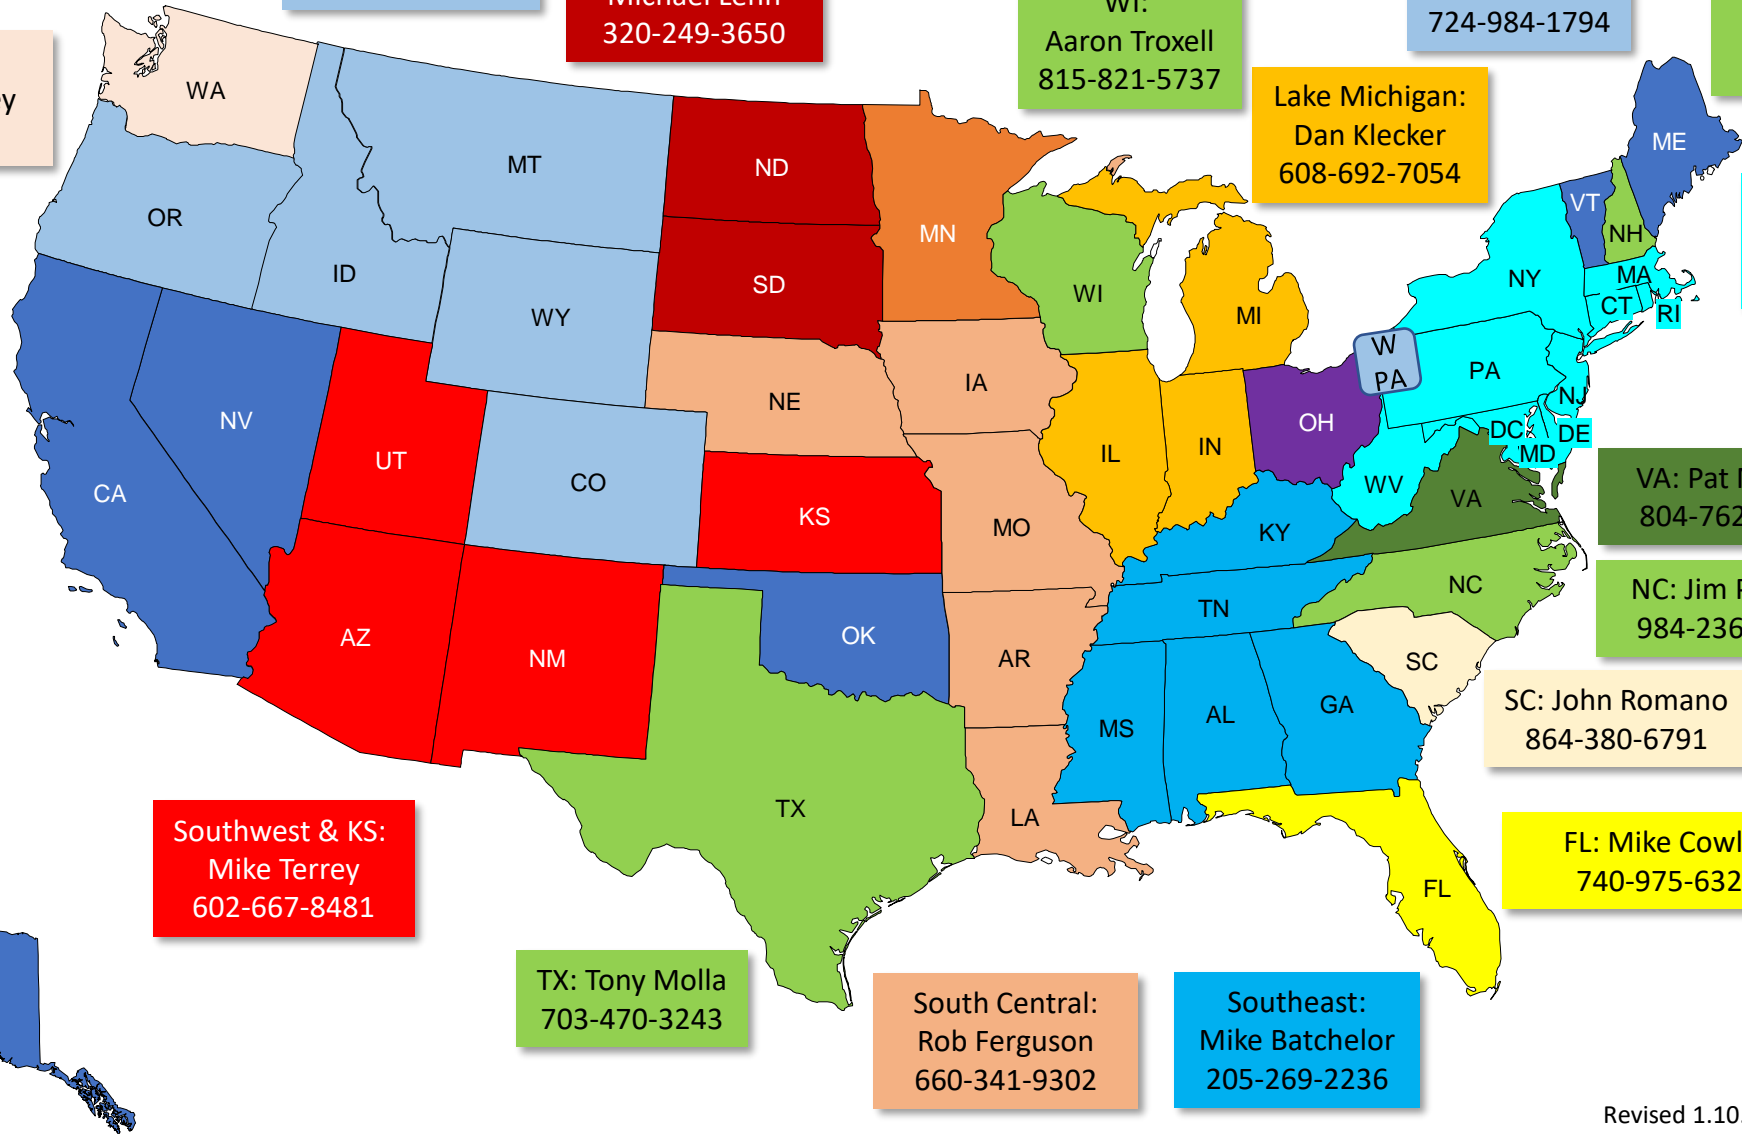 Michael Lehn
320-249-3650
WI:
Aaron Troxell
815-821-5737
724-984-1794
Lake Michigan:
Dan Klecker
608-692-7054
WA
MT
ND
ME
OR
VT
MN
NH
ID
SD
WI
NY
MA
WY
MI
CT
RI
W
PA
IA
PA
NE
NJ
NV
OH
DC
DE
UT
IL
IN
MD
CO
WV
CA
VA
KS
MO
KY
VA: Pat
804-762
NC
TN
NC: Jim
984-236
AZ
OK
NM
AR
SC
SC: John Romano
864-380-6791
MS
AL
GA
TX
LA
FL
Southwest & KS:
Mike Terrey
602-667-8481
FL: Mike Cowl
740-975-632
TX: Tony Molla
703-470-3243
South Central:
Rob Ferguson
660-341-9302
Southeast:
Mike Batchelor
205-269-2236
Revised 1.10.